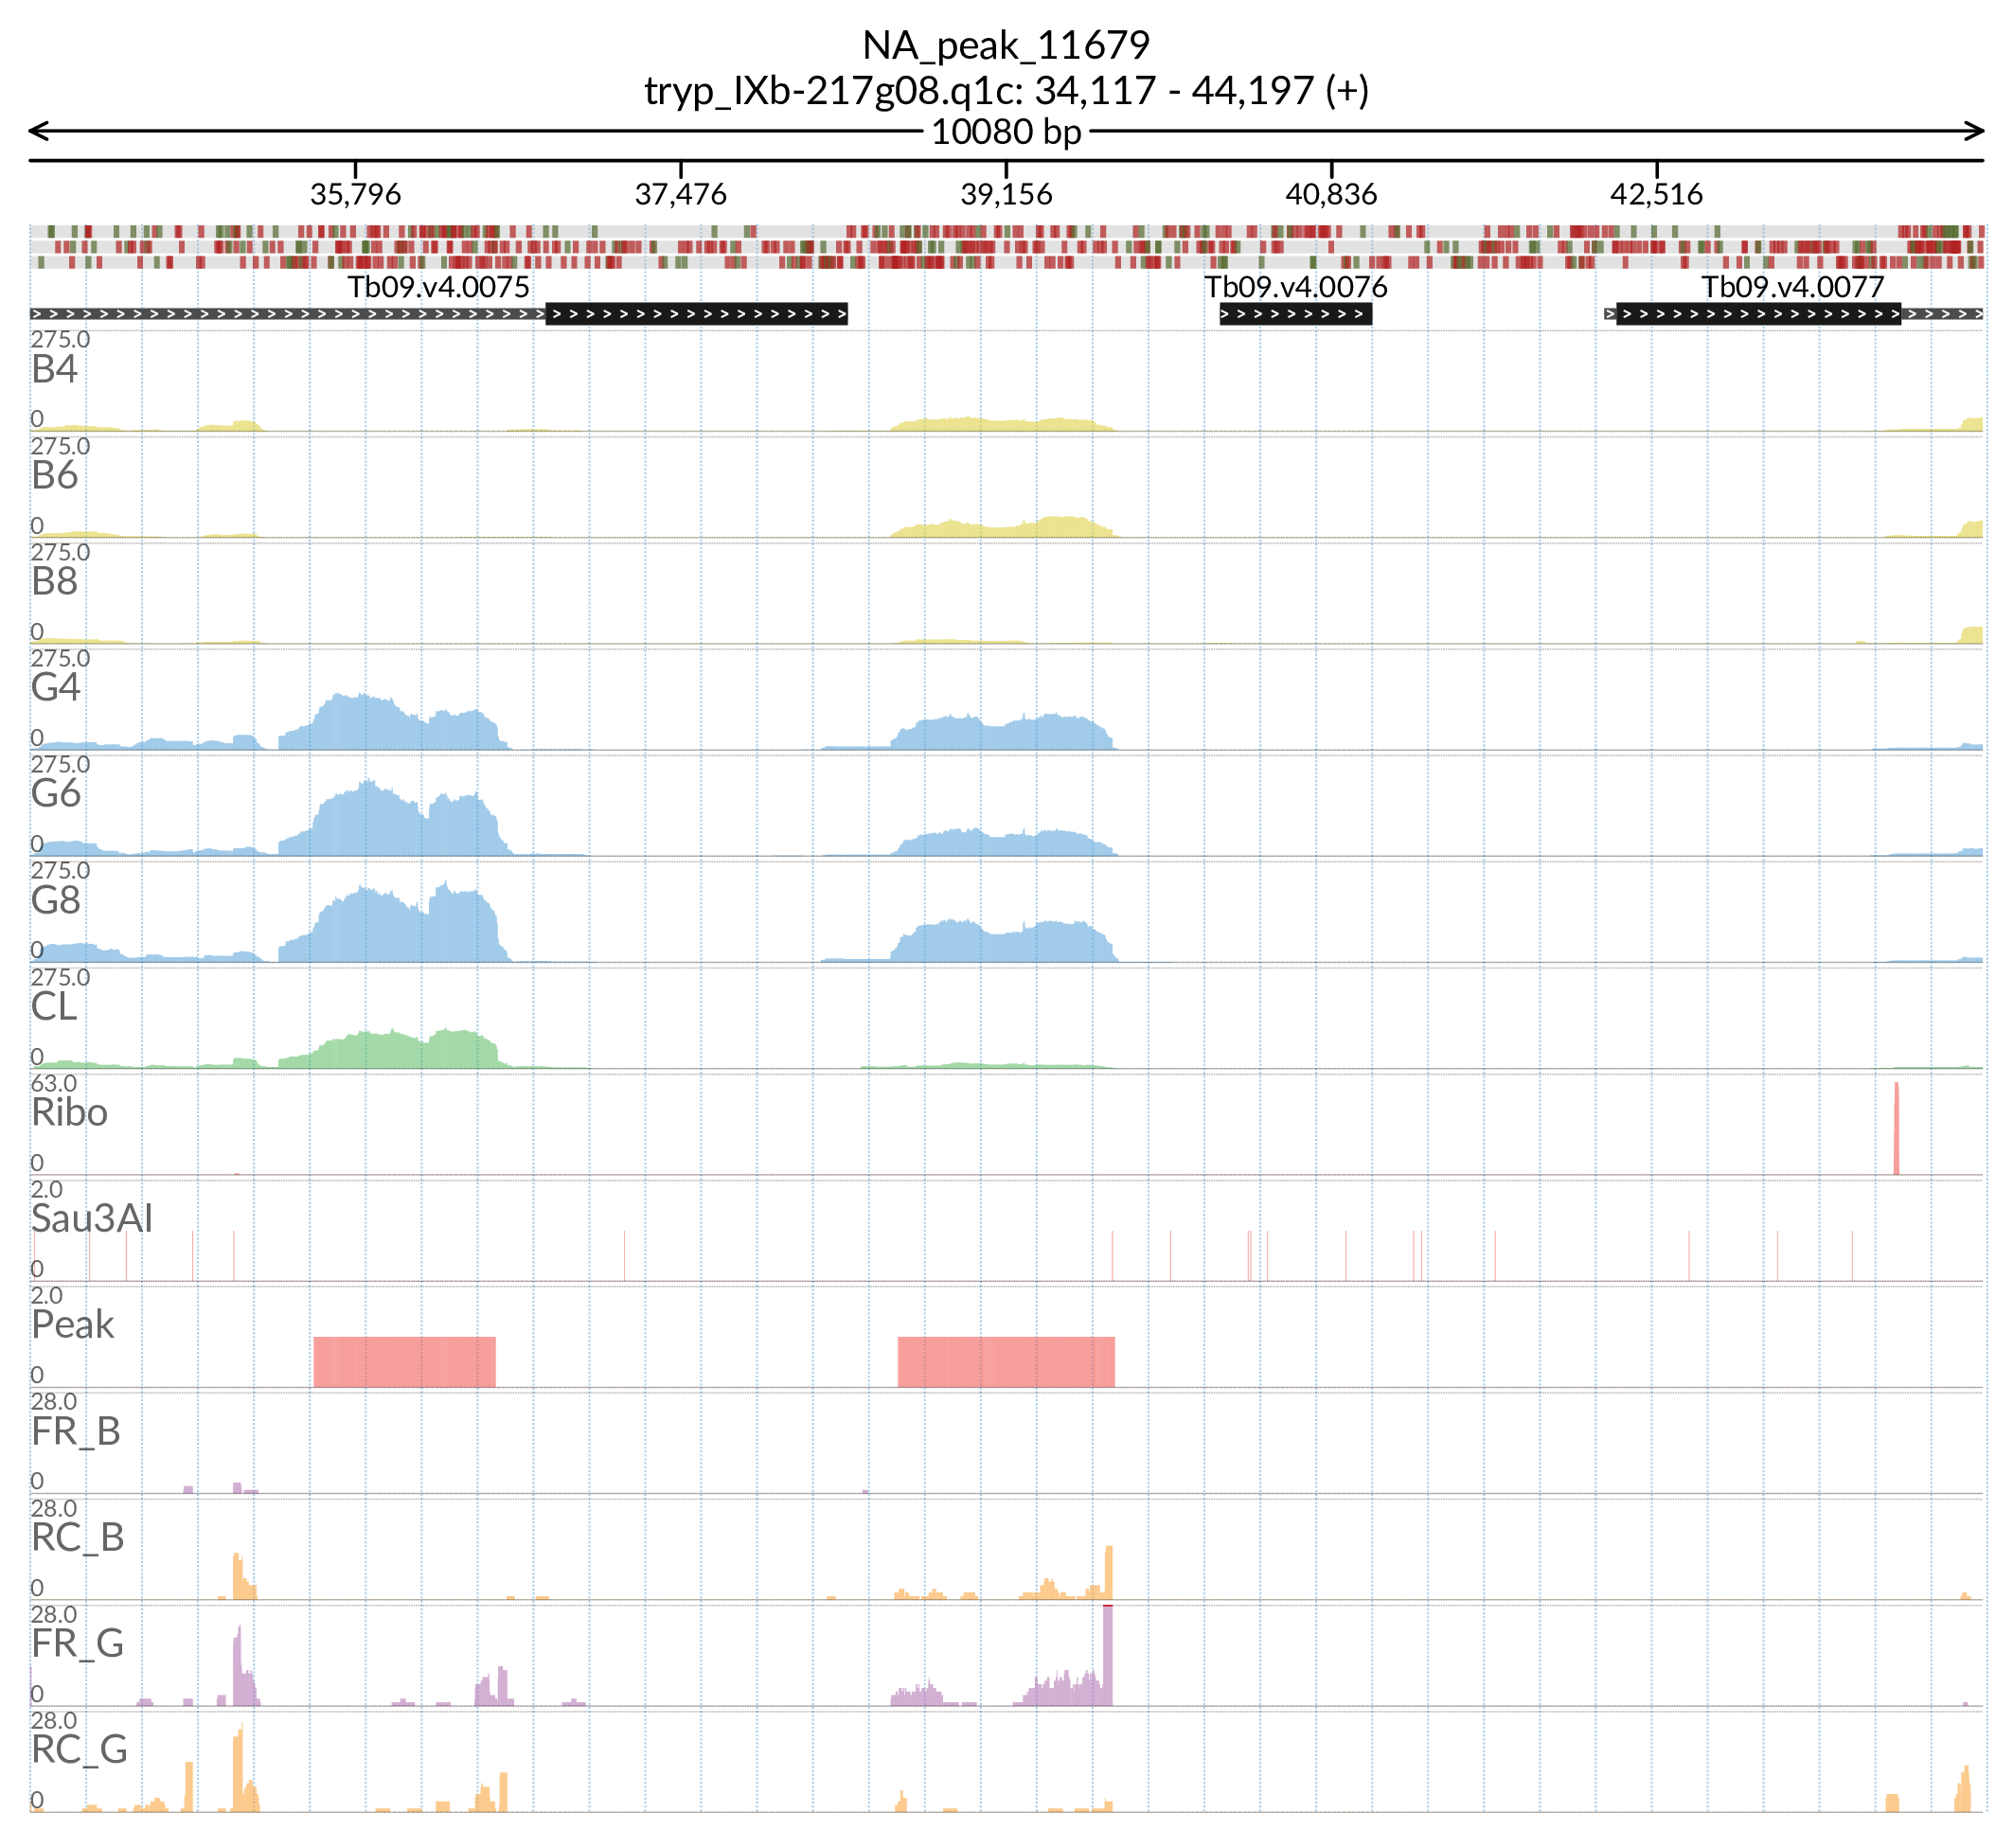 NA_peak_11679
tryp_IXb-217g08.q1c: 34,117 - 44,197 (+)
10080 bp
35,796 37,476 39,156 40,836 42,516
Tb09.v4.0075 Tb09.v4.0076 Tb09.v4.0077
275.0
B4
0
275.0
B6
0
275.0
B8
0
275.0
G4
0
275.0
G6
0
275.0
G8
0
275.0
CL
0
63.0
Ribo
0
2.0
Sau3AI
0
2.0
Peak
0
28.0
FR_B
0
28.0
RC_B
0
28.0
FR_G
0
28.0
RC_G
0